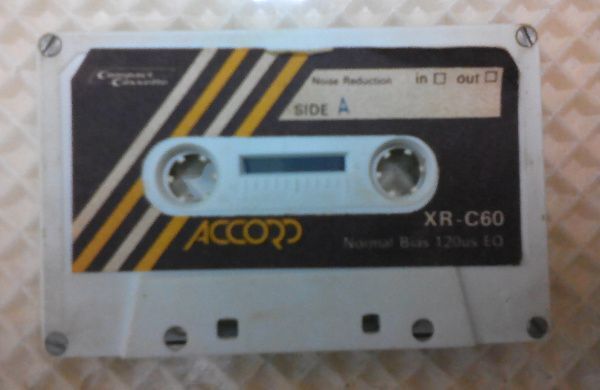 Compact Cassette
Noise Reduction in out
SIDE A
ACCORD
XR-C60
Normal Bias 120us EQ